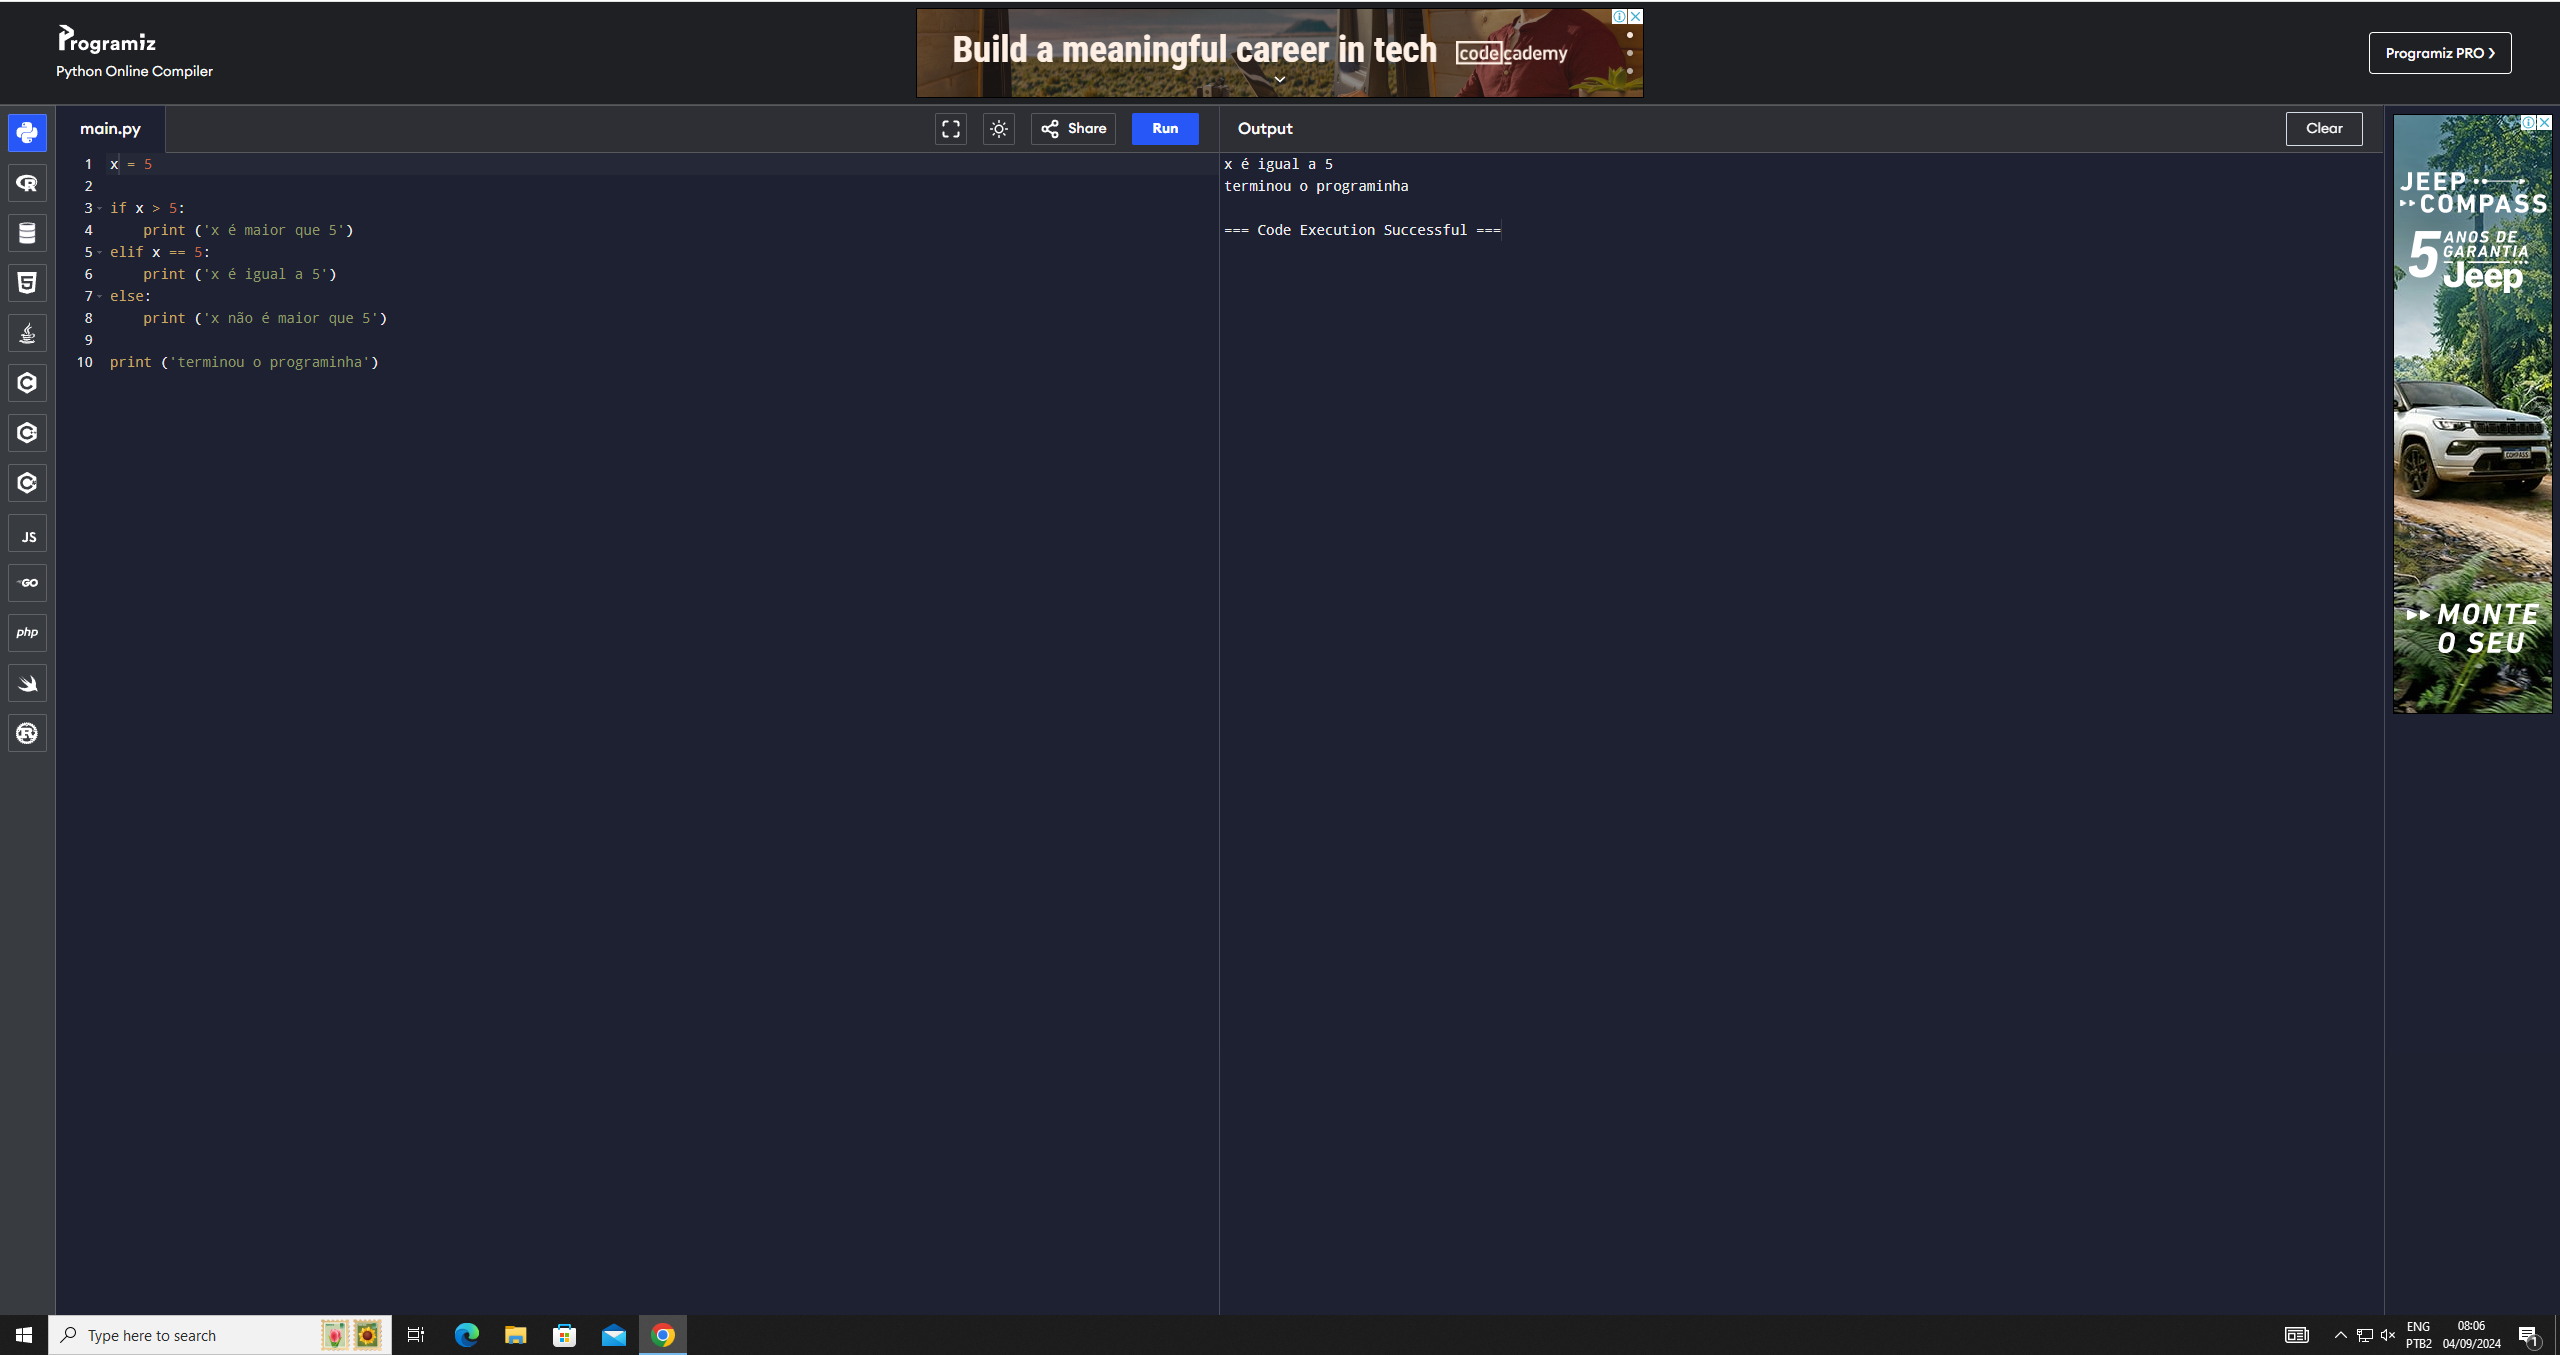 Programiz
Python Online Compiler
Build a meaningful career in tech
codecademy
Programiz PRO
main.py
Share
Run
Output
Clear
1 x = 5
2
3 if x > 5:
4 print ('x é maior que 5')
5 elif x == 5:
6 print ('x é igual a 5')
7 else:
8 print ('x não é maior que 5')
9
10 print ('terminou o programinha')
x é igual a 5
terminou o programinha
=== Code Execution Successful ===
JS
GO
php
JEEP
COMPASS
5 ANOS DE
GARANTIA
Jeep
COMPASS
MONTE
O SEU
Type here to search
ENG
PTB2
08:06
04/09/2024
1